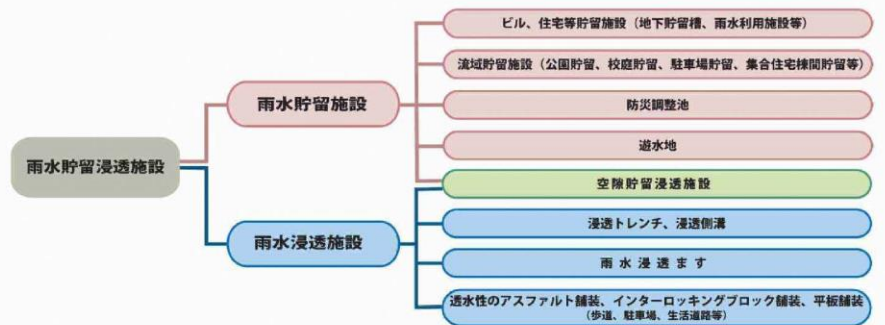 雨水貯留浸透施設
雨水貯留施設
ビル、住宅等貯留施設（地下貯留槽、雨水利用施設等）
流域貯留施設（公園貯留、校庭貯留、駐車場貯留、集合住宅棟間貯留等）
防災調整池
遊水地
空隙貯留浸透施設
雨水浸透施設
浸透トレンチ、浸透側溝
雨水浸透ます
透水性のアスファルト舗装、インターロッキングブロック舗装、平板舗装
（歩道、駐車場、生活道路等）